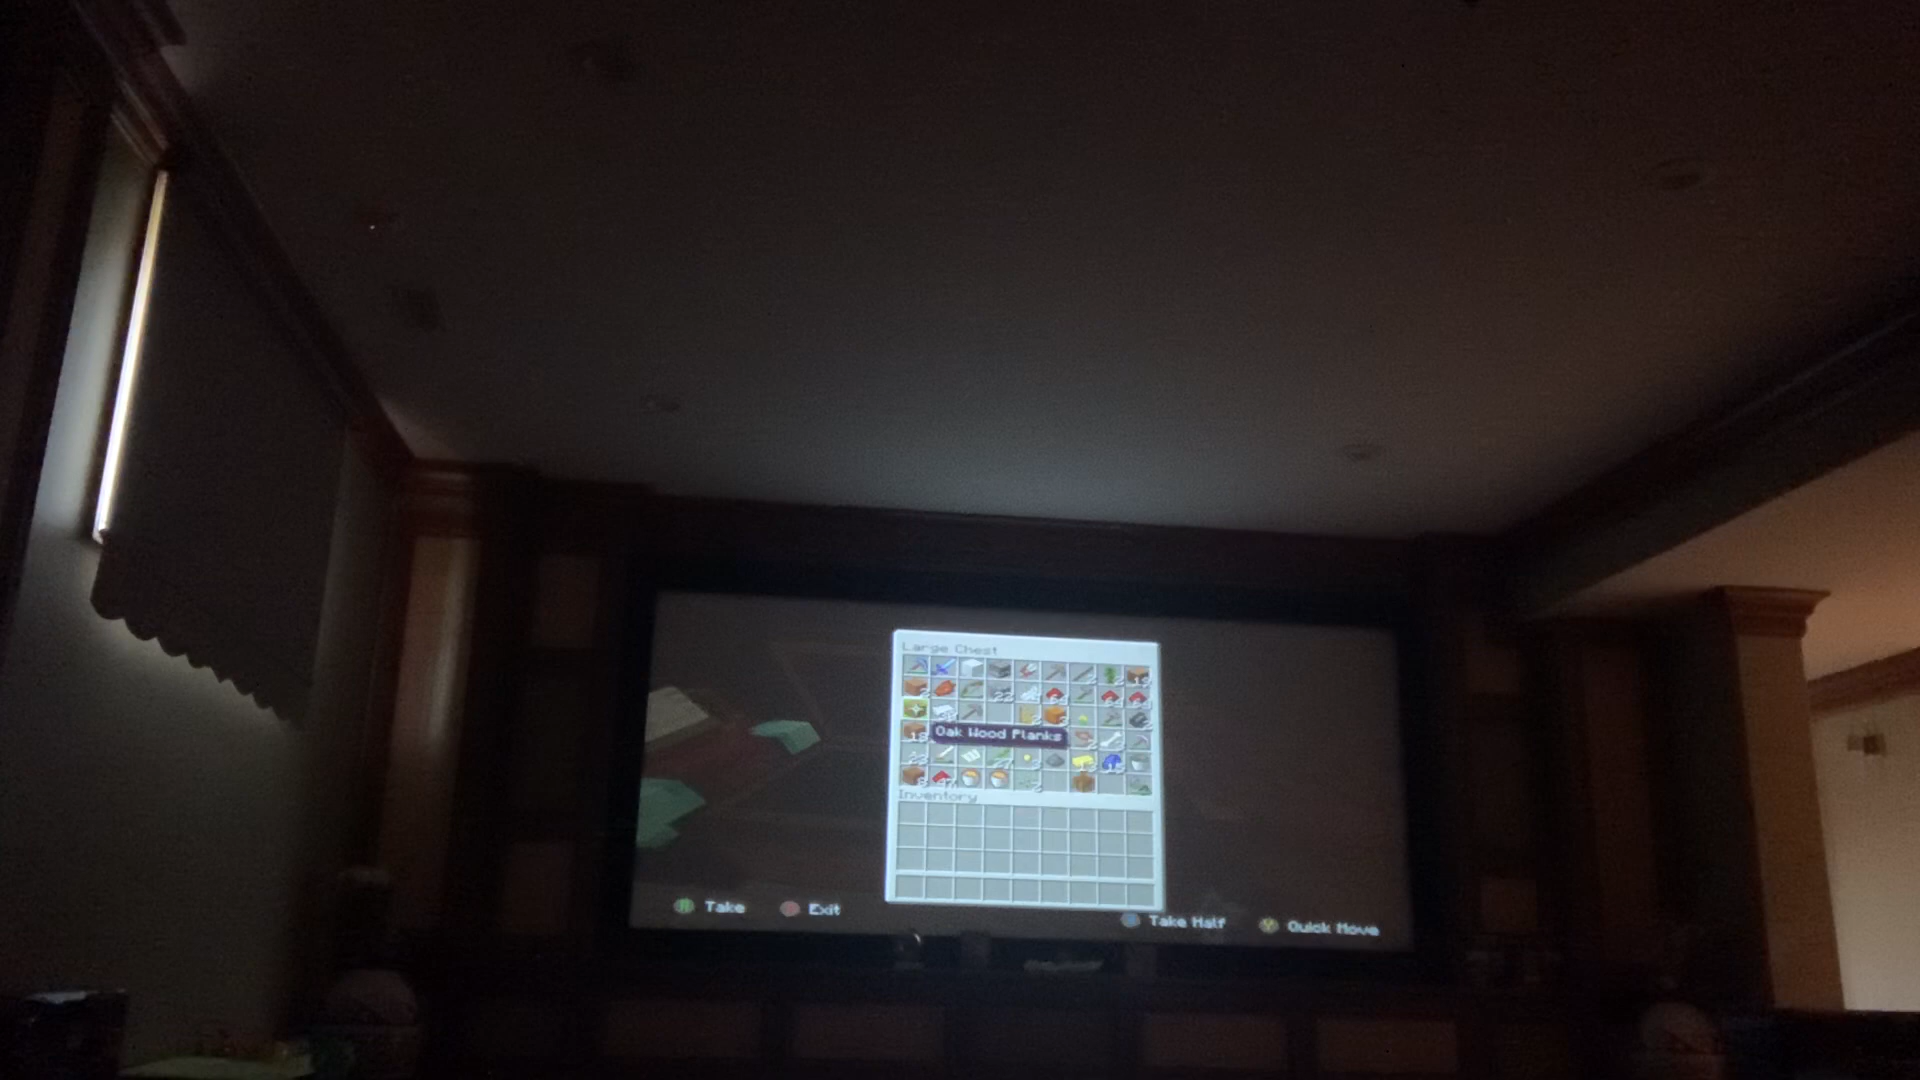 Large Chest
Oak Wood Planks
Inventory
Take
Exit
Take Half
Quick Move